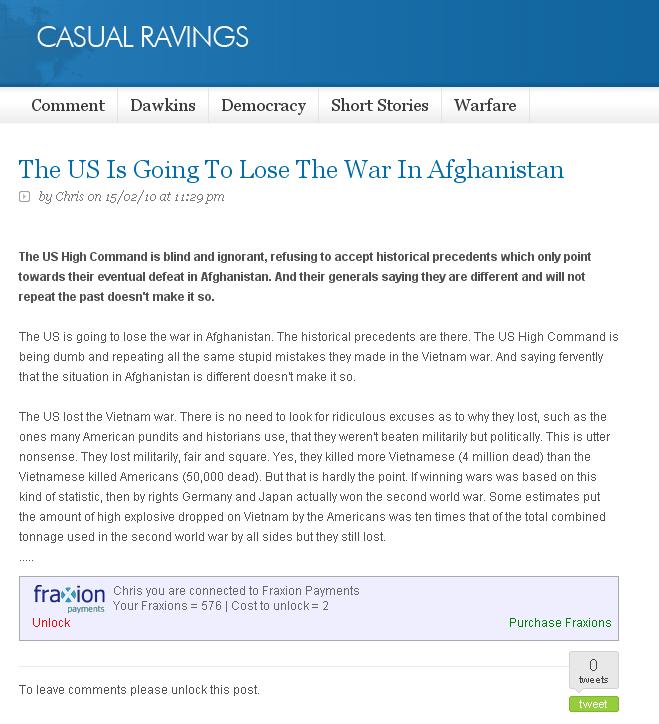 CASUAL RAVINGS
Comment Dawkins Democracy Short Stories Warfare
The US Is Going To Lose The War In Afghanistan
by Chris on 15/02/10 at 11:29 pm
The US High Command is blind and ignorant, refusing to accept historical precedents which only point
towards their eventual defeat in Afghanistan. And their generals saying they are different and will not
repeat the past doesn't make it so.
The US is going to lose the war in Afghanistan. The historical precedents are there. The US High Command is
being dumb and repeating all the same stupid mistakes they made in the Vietnam war. And saying fervently
that the situation in Afghanistan is different doesn't make it so.
The US lost the Vietnam war. There is no need to look for ridiculous excuses as to why they lost, such as the
ones many American pundits and historians use, that they weren't beaten militarily but politically. This is utter
nonsense. They lost militarily, fair and square. Yes, they killed more Vietnamese (4 million dead) than the
Vietnamese killed Americans (50,000 dead). But that is hardly the point. If winning wars was based on this
kind of statistic, then by rights Germany and Japan actually won the second world war. Some estimates put
the amount of high explosive dropped on Vietnam by the Americans was ten times that of the total combined
tonnage used in the second world war by all sides but they still lost.
.....
fraxion payments
Chris you are connected to Fraxion Payments
Your Fraxions = 576 | Cost to unlock = 2
Unlock Purchase Fraxions
0
tweets
To leave comments please unlock this post.
tweet